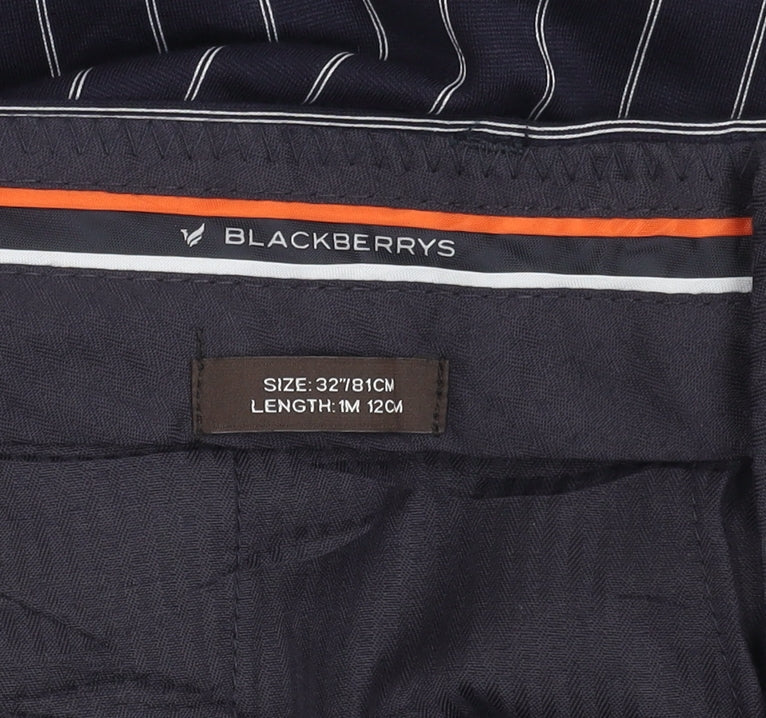 BLACKBERRYS
SIZE: 32"/81CM
LENGTH: 1M 12CM